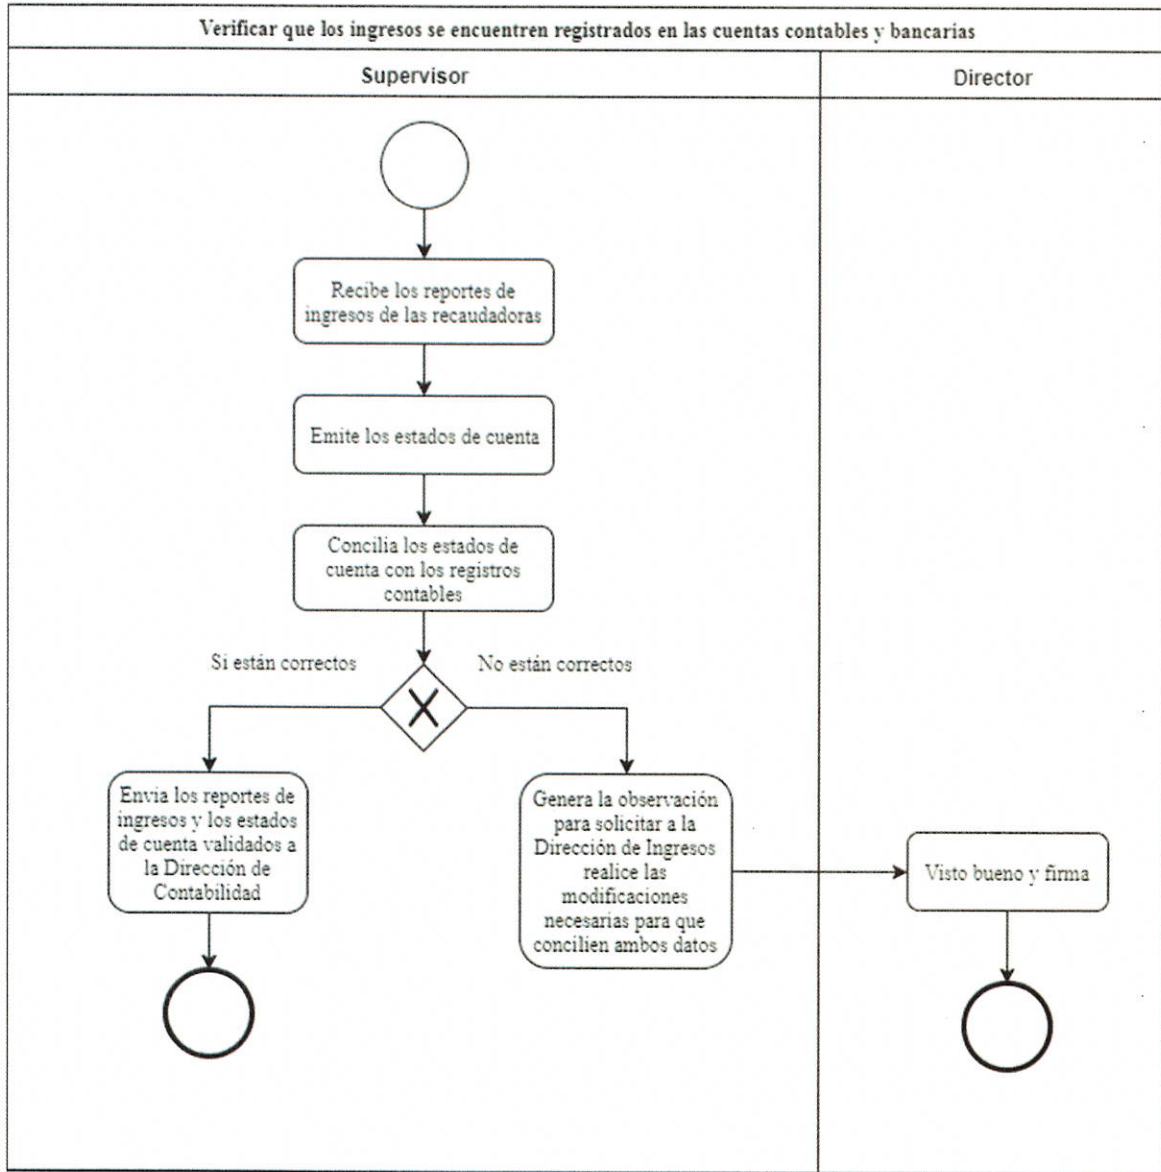 Verificar que los ingresos se encuentren registrados en las cuentas contables y bancarias
Supervisor
Director
Recibe los reportes de
ingresos de las recaudadoras
Emite los estados de cuenta
Concilia los estados de
cuenta con los registros
contables
Si están correctos
No están correctos
Envia los reportes de
ingresos y los estados
de cuenta validados a
la Dirección de
Contabilidad
Genera la observación
para solicitar a la
Dirección de Ingresos
realice las
modificaciones
necesarias para que
concilien ambos datos
Visto bueno y firma